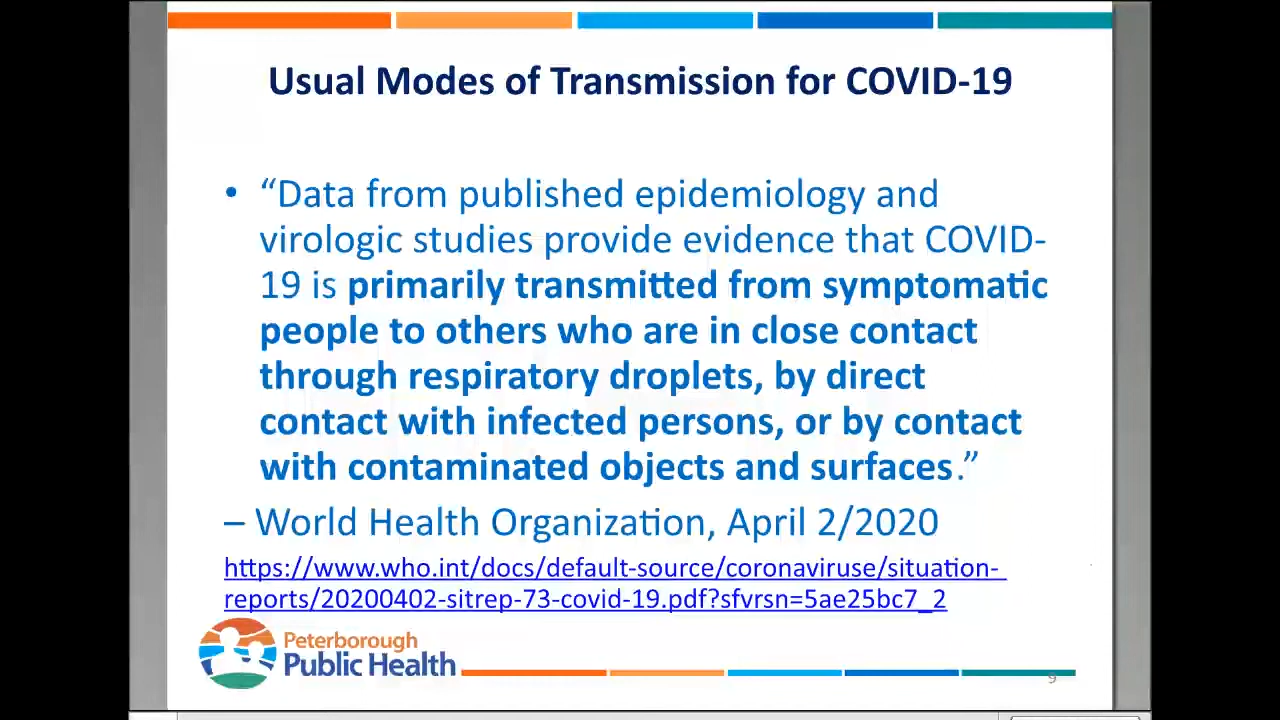 Usual Modes of Transmission for COVID-19
• “Data from published epidemiology and
virologic studies provide evidence that COVID-
19 is primarily transmitted from symptomatic
people to others who are in close contact
through respiratory droplets, by direct
contact with infected persons, or by contact
with contaminated objects and surfaces.”
– World Health Organization, April 2/2020
https://www.who.int/docs/default-source/coronaviruse/situation-
reports/20200402-sitrep-73-covid-19.pdf?sfvrsn=5ae25bc7_2
Peterborough
Public Health
9